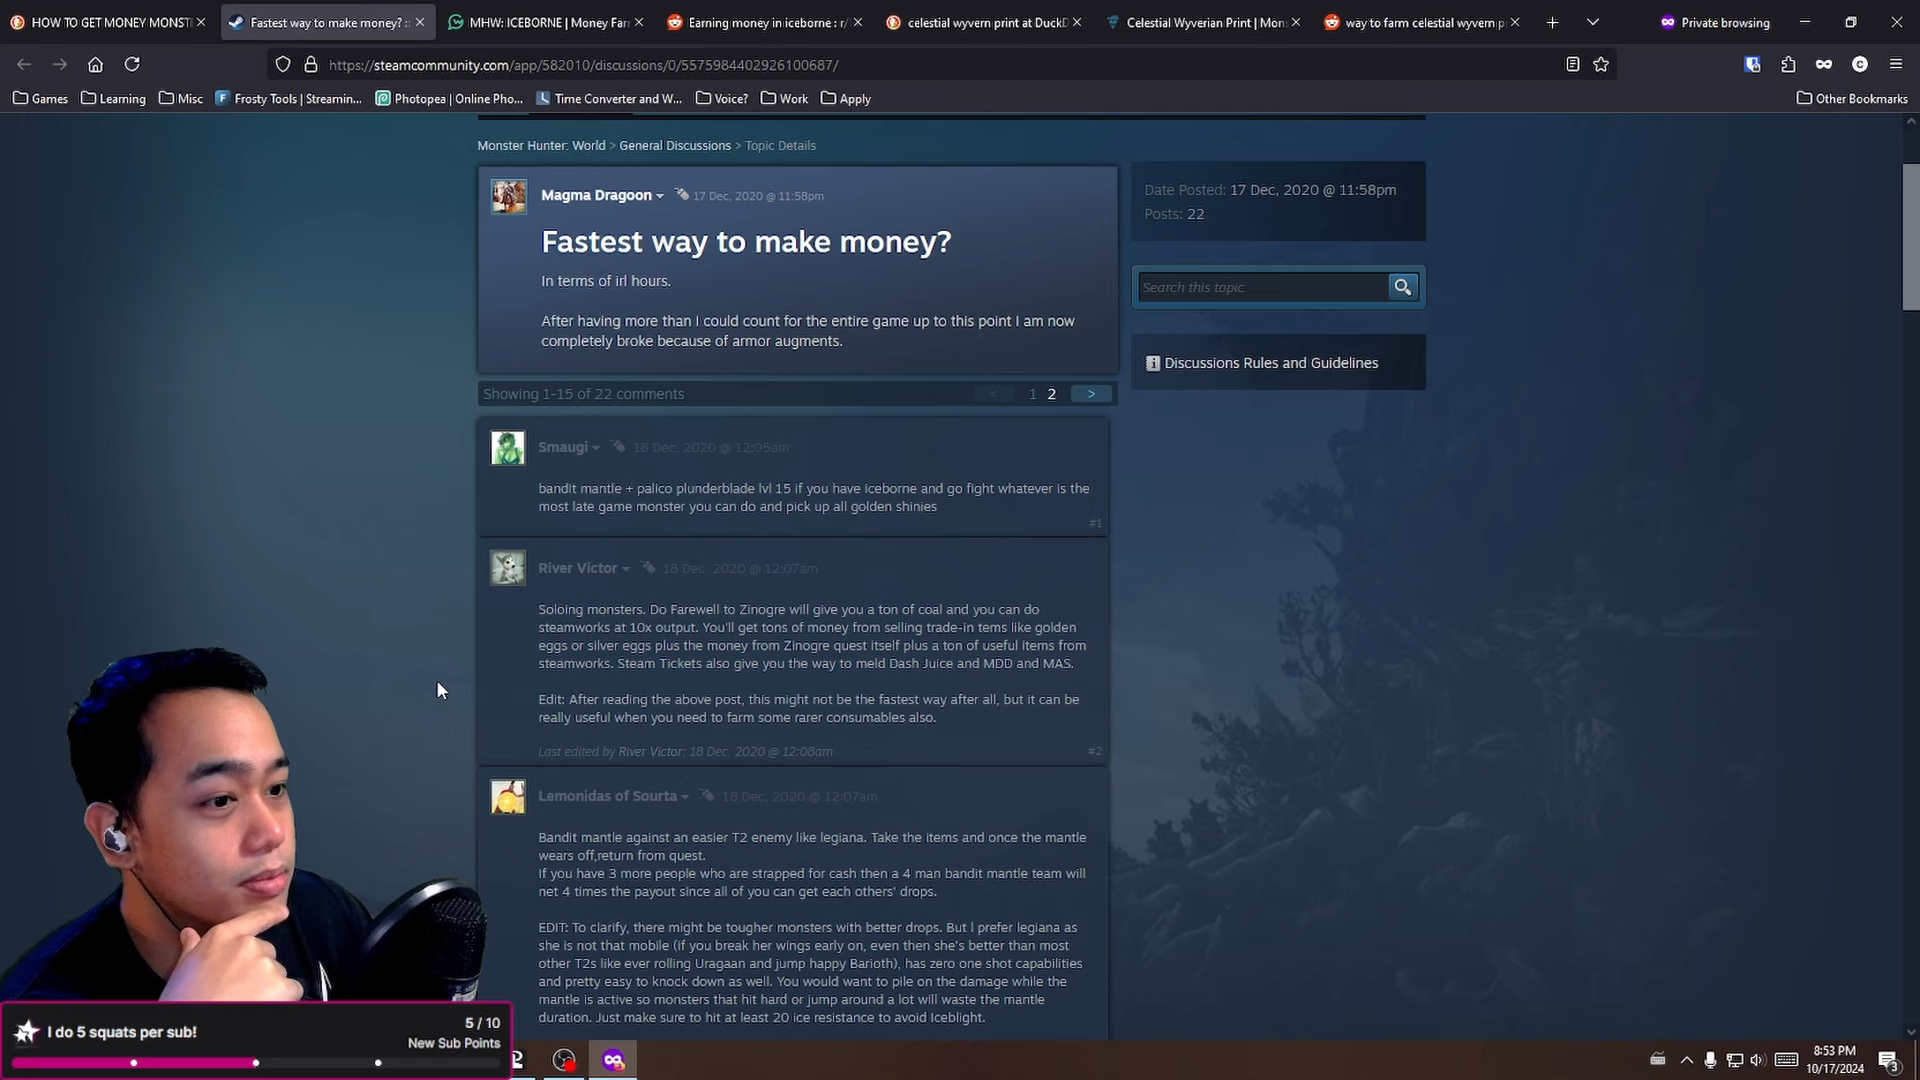 HOW TO GET MONEY MONST
Fastest way to make money? ::
MHW: ICEBORNE | Money Far
Earning money in iceborne : r/
celestial wyvern print at DuckD
Celestial Wyverian Print | Mon
way to farm celestial wyvern p
Private browsing
https://steamcommunity.com/app/582010/discussions/0/5575984402926100687/
Games
Learning
Misc
Frosty Tools | Streamin...
Photopea | Online Pho...
Time Converter and W...
Voice?
Work
Apply
Other Bookmarks
Monster Hunter: World > General Discussions > Topic Details
Magma Dragoon 17 Dec, 2020 @ 11:58pm
Fastest way to make money?
In terms of irl hours.
After having more than I could count for the entire game up to this point I am now
completely broke because of armor augments.
Date Posted: 17 Dec, 2020 @ 11:58pm
Posts: 22
Search this topic
Discussions Rules and Guidelines
Showing 1-15 of 22 comments
< 1 2 >
Smaugi 18 Dec, 2020 @ 12:05am
bandit mantle + palico plunderblade lvl 15 if you have iceborne and go fight whatever is the
most late game monster you can do and pick up all golden shinies
#1
River Victor 18 Dec, 2020 @ 12:07am
Soloing monsters. Do Farewell to Zinogre will give you a ton of coal and you can do
steamworks at 10x output. You'll get tons of money from selling trade-in tems like golden
eggs or silver eggs plus the money from Zinogre quest itself plus a ton of useful items from
steamworks. Steam Tickets also give you the way to meld Dash Juice and MDD and MAS.
Edit: After reading the above post, this might not be the fastest way after all, but it can be
really useful when you need to farm some rarer consumables also.
Last edited by River Victor; 18 Dec, 2020 @ 12:08am
#2
Lemonidas of Sourta 18 Dec, 2020 @ 12:07am
Bandit mantle against an easier T2 enemy like legiana. Take the items and once the mantle
wears off,return from quest.
If you have 3 more people who are strapped for cash then a 4 man bandit mantle team will
net 4 times the payout since all of you can get each others' drops.
EDIT: To clarify, there might be tougher monsters with better drops. But I prefer legiana as
she is not that mobile (if you break her wings early on, even then she's better than most
other T2s like ever rolling Uragaan and jump happy Barioth), has zero one shot capabilities
and pretty easy to knock down as well. You would want to pile on the damage while the
mantle is active so monsters that hit hard or jump around a lot will waste the mantle
duration. Just make sure to hit at least 20 ice resistance to avoid Iceblight.
I do 5 squats per sub!
5 / 10
New Sub Points
8:53 PM
10/17/2024
3